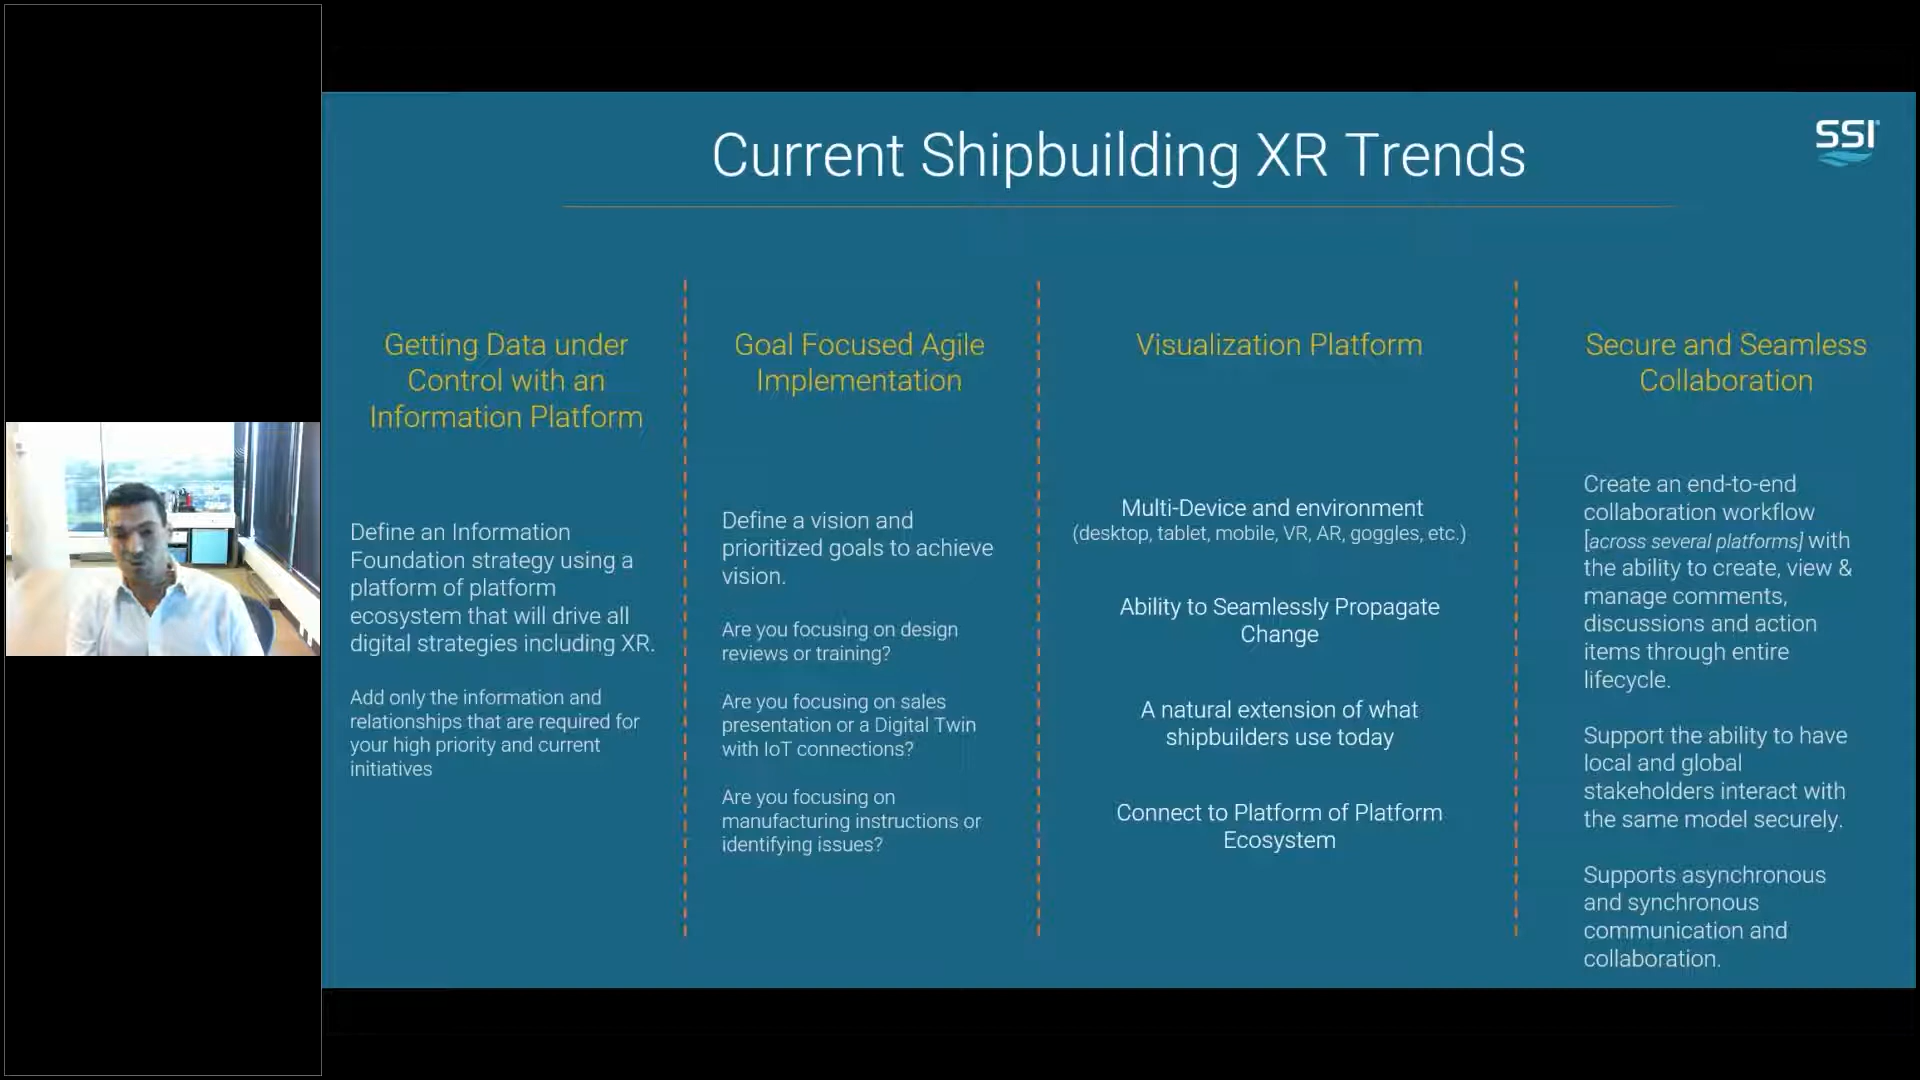 Current Shipbuilding XR Trends
SSI
Getting Data under
Control with an
Information Platform
Define an Information
Foundation strategy using a
platform of platform
ecosystem that will drive all
digital strategies including XR.
Add only the information and
relationships that are required for
your high priority and current
initiatives
Goal Focused Agile
Implementation
Define a vision and
prioritized goals to achieve
vision.
Are you focusing on design
reviews or training?
Are you focusing on sales
presentation or a Digital Twin
with IoT connections?
Are you focusing on
manufacturing instructions or
identifying issues?
Visualization Platform
Multi-Device and environment
(desktop, tablet, mobile, VR, AR, goggles, etc.)
Ability to Seamlessly Propagate
Change
A natural extension of what
shipbuilders use today
Connect to Platform of Platform
Ecosystem
Secure and Seamless
Collaboration
Create an end-to-end
collaboration workflow
[across several platforms] with
the ability to create, view &
manage comments,
discussions and action
items through entire
lifecycle.
Support the ability to have
local and global
stakeholders interact with
the same model securely.
Supports asynchronous
and synchronous
communication and
collaboration.